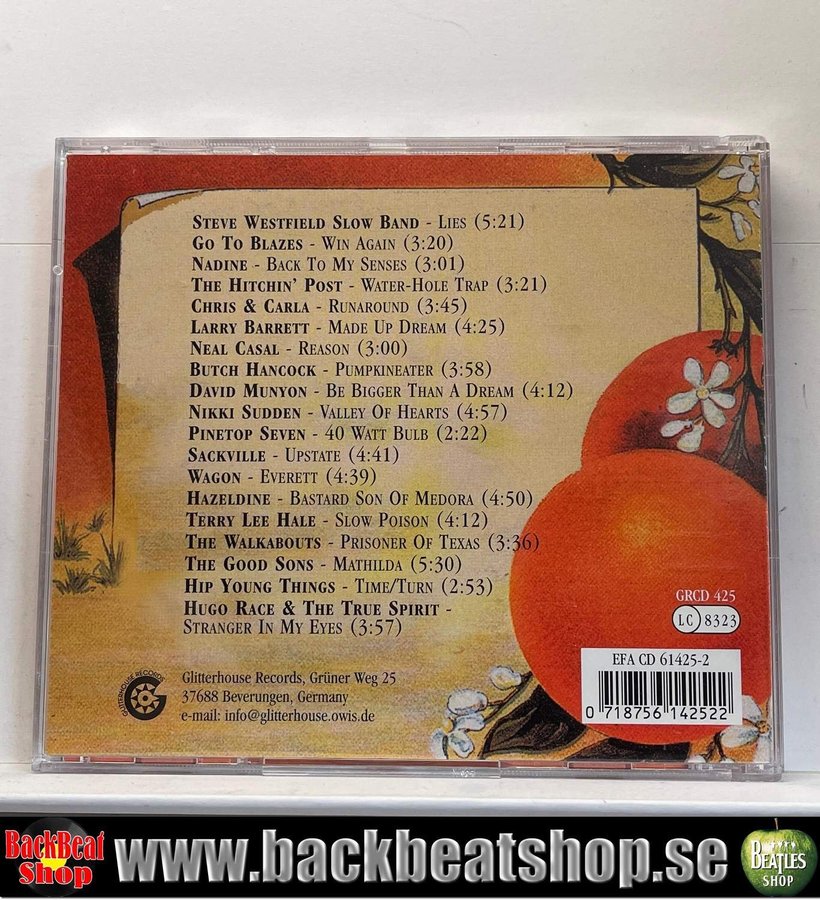 Steve Westfield Slow Band - Lies (5:21)
Go To Blazes - Win Again (3:20)
Nadine - Back To My Senses (3:01)
The Hitchin' Post - Water-Hole Trap (3:21)
Chris & Carla - Runaround (3:45)
Larry Barrett - Made Up Dream (4:25)
Neal Casal - Reason (3:00)
Butch Hancock - Pumpkineater (3:58)
David Munyon - Be Bigger Than A Dream (4:12)
Nikki Sudden - Valley Of Hearts (4:57)
Pinetop Seven - 40 Watt Bulb (2:22)
Sackville - Upstate (4:41)
Wagon - Everett (4:39)
Hazeldine - Bastard Son Of Medora (4:50)
Terry Lee Hale - Slow Poison (4:12)
The Walkabouts - Prisoner Of Texas (3:36)
The Good Sons - Mathilda (5:30)
Hip Young Things - Time/Turn (2:53)
Hugo Race & The True Spirit -
Stranger In My Eyes (3:57)
GRCD 425
LC 8323
EFA CD 61425-2
0 718756 142522
GLITTERHOUSE RECORDS
Glitterhouse Records, Grüner Weg 25
37688 Beverungen, Germany
e-mail: info@glitterhouse.owis.de
BackBeat
Shop
www.backbeatshop.se
BEATLES
SHOP